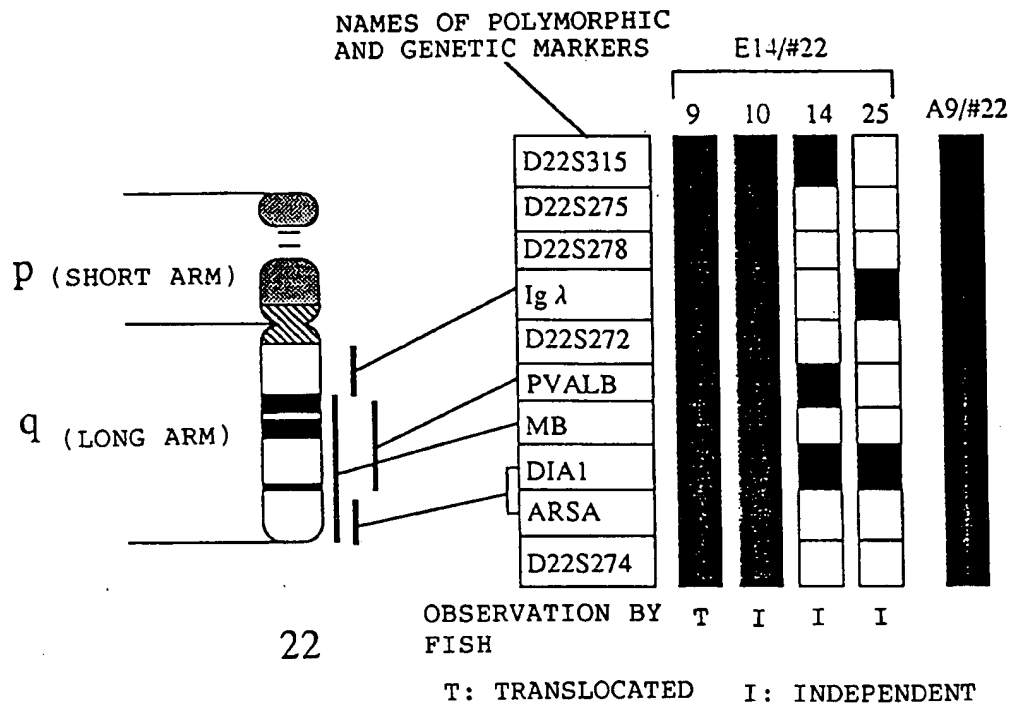 NAMES OF POLYMORPHIC
AND GENETIC MARKERS
E14/#22
9 10 14 25 A9/#22
D22S315
D22S275
D22S278
Ig λ
D22S272
PVALB
MB
DIA1
ARSA
D22S274
p (SHORT ARM)
q (LONG ARM)
22
OBSERVATION BY FISH T I I I
T: TRANSLOCATED I: INDEPENDENT